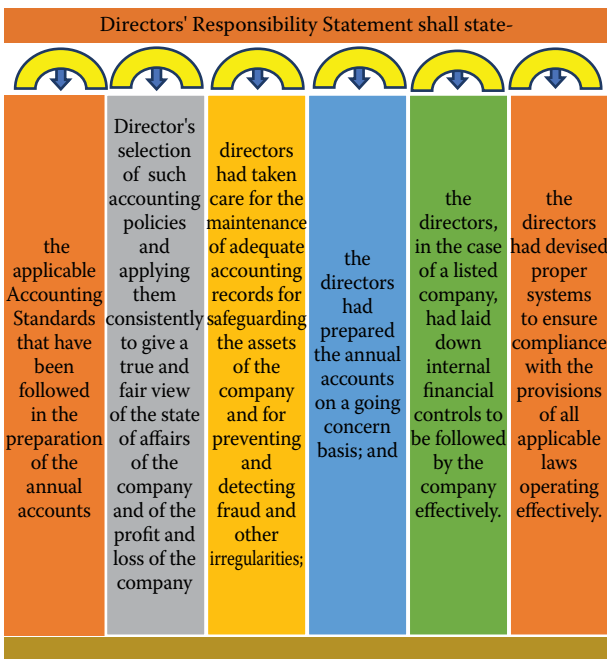 Directors' Responsibility Statement shall state-
the
applicable
Accounting
Standards
that have
been
followed
in the
preparation
of the
annual
accounts
Director's
selection
of such
accounting
policies
and
applying
them
consistently
to give a
true and
fair view
of the state
of affairs
of the
company
and of the
profit and
loss of the
company
directors
had taken
care for the
maintenance
of adequate
accounting
records for
safeguarding
the assets
of the
company
and for
preventing
and
detecting
fraud and
other
irregularities;
the
directors
had
prepared
the annual
accounts
on a going
concern
basis; and
the
directors,
in the case
of a listed
company,
had laid
down
internal
financial
controls to
be followed
by the
company
effectively.
the
directors
had devised
proper
systems
to ensure
compliance
with the
provisions
of all
applicable
laws
operating
effectively.